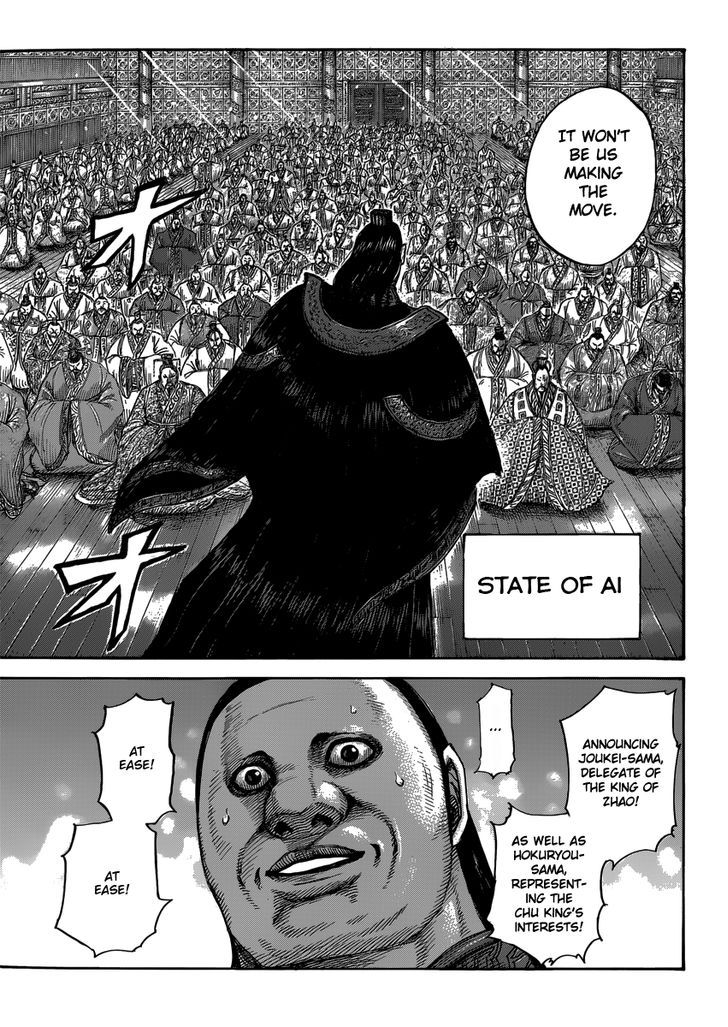 IT WON'T
BE US
MAKING
THE
MOVE.
オ
オ
STATE OF AI
ANNOUNCING
JOUKEI-SAMA,
DELEGATE OF
THE KING OF
ZHAO!
...
AS WELL AS
HOKURYOU-
SAMA,
REPRESENT-
ING THE
CHU KING'S
INTERESTS!
AT
EASE!
AT
EASE!